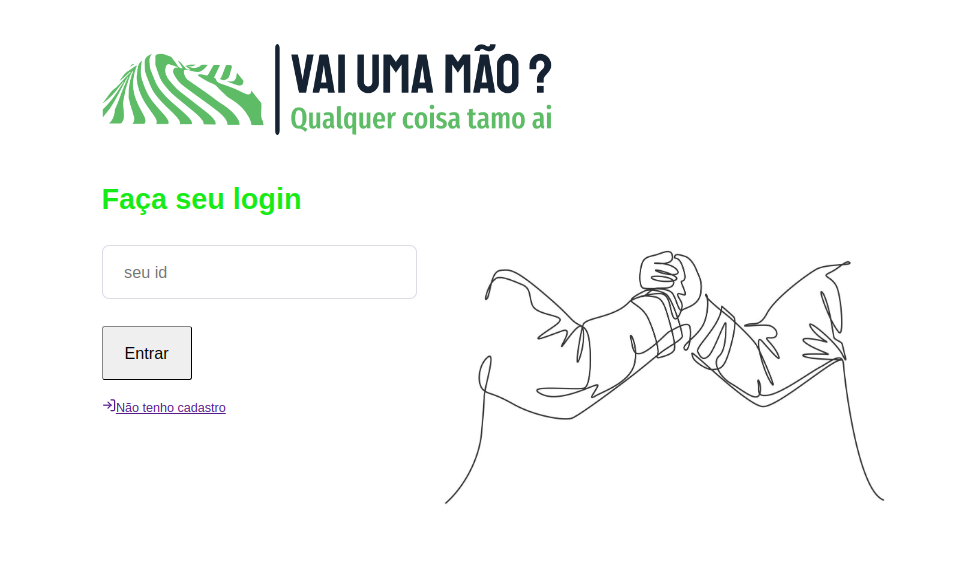 VAI UMA MÃO ?
Qualquer coisa tamo ai
Faça seu login
seu id
Entrar
Não tenho cadastro